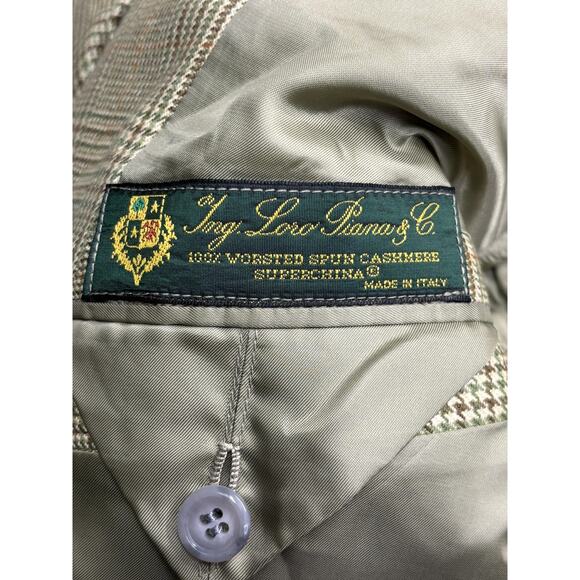 Ing Loro Piana & C.
100% WORSTED SPUN CASHMERE
SUPERCHINA®
MADE IN ITALY